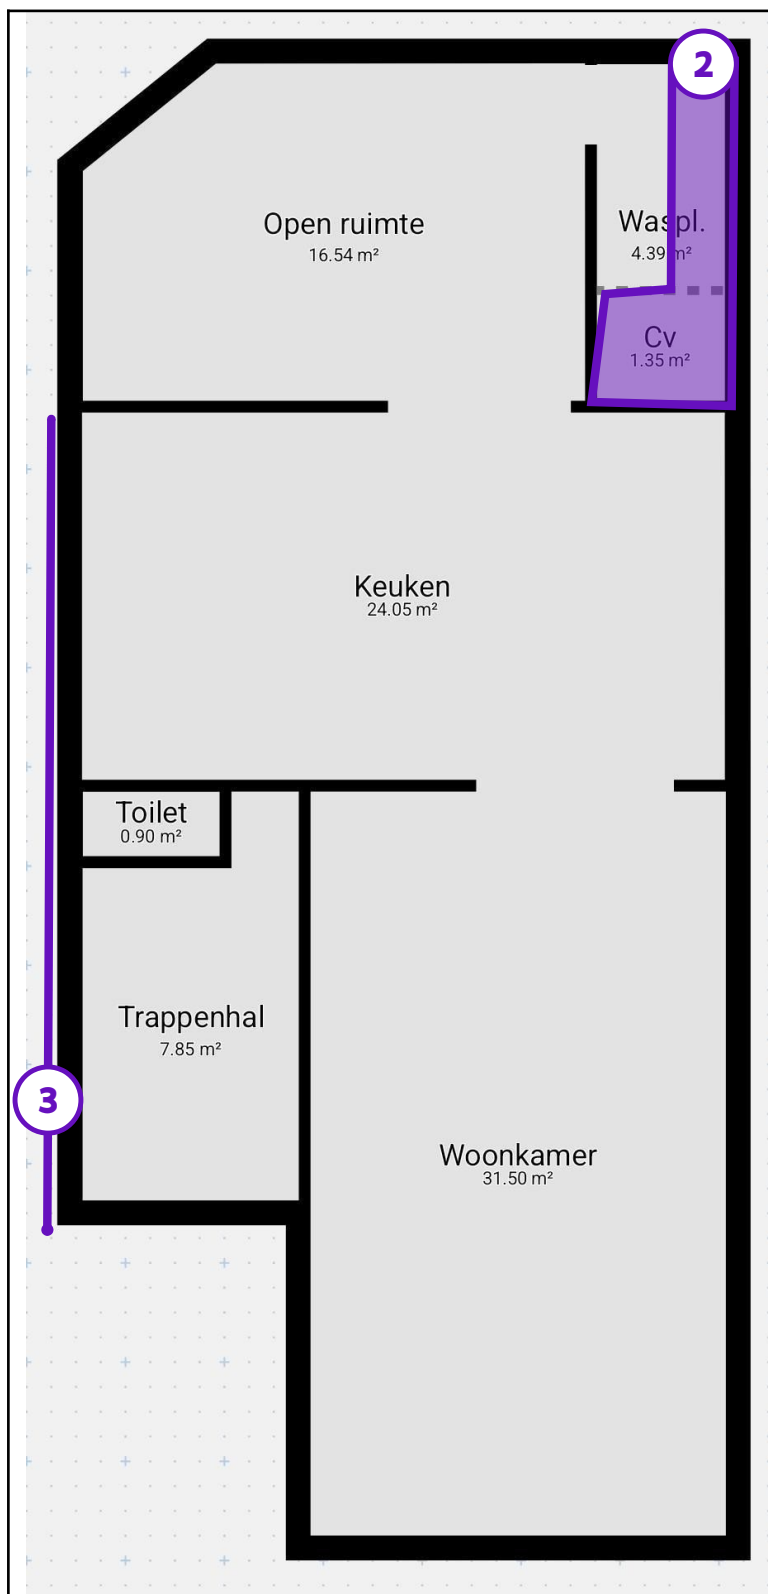 2
Open ruimte
16.54 m²
Waspl.
4.39 m²
Cv
1.35 m²
Keuken
24.05 m²
Toilet
0.90 m²
Trappenhal
7.85 m²
3
Woonkamer
31.50 m²